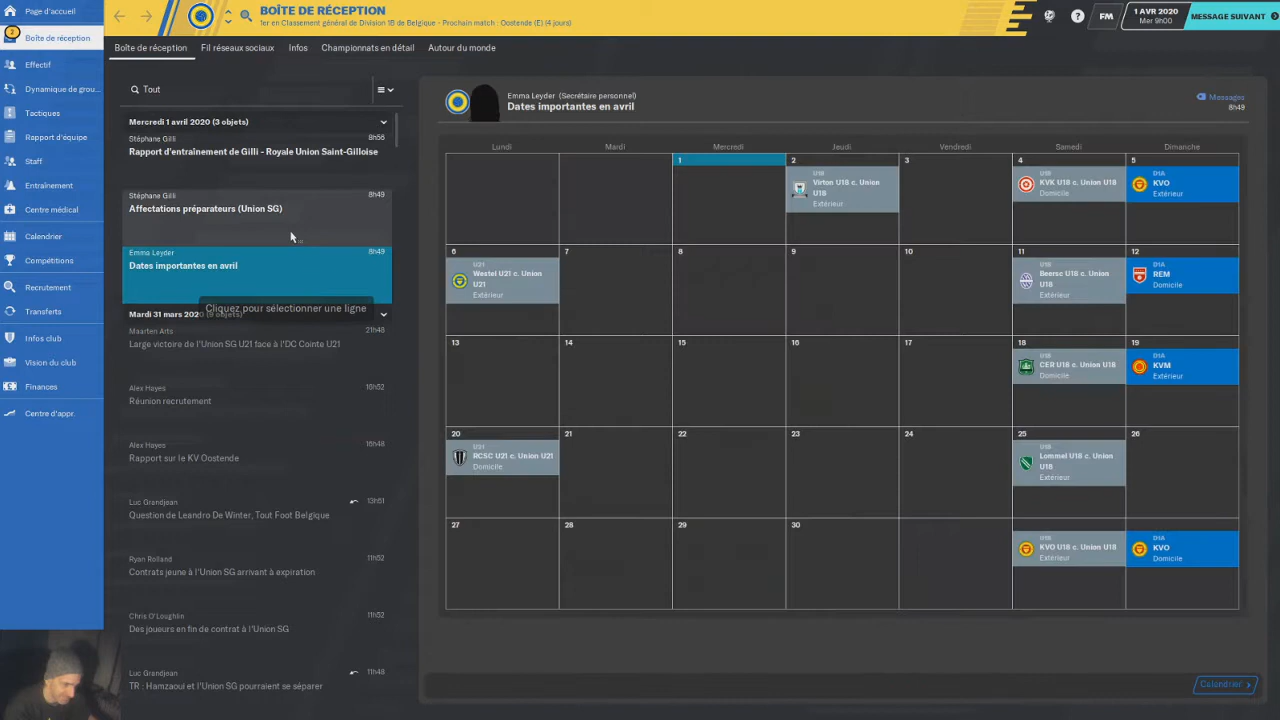 Page d'accueil
2
Boîte de réception
Effectif
Dynamique de grou...
Tactiques
Rapport d'équipe
Staff
Entraînement
Centre médical
Calendrier
Compétitions
Recrutement
Transferts
Infos club
Vision du club
Finances
Centre d'appr.
BOÎTE DE RÉCEPTION
1er en Classement général de Division 1B de Belgique - Prochain match : Oostende (E) (4 jours)
?
FM
1 AVR 2020
Mer 9h00
MESSAGE SUIVANT
Boîte de réception
Fil réseaux sociaux
Infos
Championnats en détail
Autour du monde
Tout
Mercredi 1 avril 2020 (3 objets)
Stéphane Gilli 8h56
Rapport d'entraînement de Gilli - Royale Union Saint-Gilloise
Stéphane Gilli 8h49
Affectations préparateurs (Union SG)
Emma Leyder 8h49
Dates importantes en avril
Cliquez pour sélectionner une ligne
Mardi 31 mars 2020 (9 objets)
Maarten Arts 21h48
Large victoire de l'Union SG U21 face à l'DC Cointe U21
Alex Hayes 16h52
Réunion recrutement
Alex Hayes 16h48
Rapport sur le KV Oostende
Luc Grandjean 13h51
Question de Leandro De Winter, Tout Foot Belgique
Ryan Rolland 11h52
Contrats jeune à l'Union SG arrivant à expiration
Chris O'Loughlin 11h52
Des joueurs en fin de contrat à l'Union SG
Luc Grandjean 11h48
TR : Hamzaoui et l'Union SG pourraient se séparer
Emma Leyder (Secrétaire personnel)
Dates importantes en avril
Messages
8h49
Lundi Mardi Mercredi Jeudi Vendredi Samedi Dimanche
1 2 3 4 5
U18
Virton U18 c. Union
U18
Extérieur
U18
KVK U18 c. Union U18
Domicile
D1A
KVO
Extérieur
6 7 8 9 10 11 12
U21
Westel U21 c. Union
U21
Extérieur
U18
Beersc U18 c. Union
U18
Extérieur
D1A
REM
Domicile
13 14 15 16 17 18 19
U18
CER U18 c. Union U18
Domicile
D1A
KVM
Extérieur
20 21 22 23 24 25 26
U21
RCSC U21 c. Union U21
Domicile
U18
Lommel U18 c. Union
U18
Extérieur
27 28 29 30
U18
KVO U18 c. Union U18
Extérieur
D1A
KVO
Domicile
Calendrier